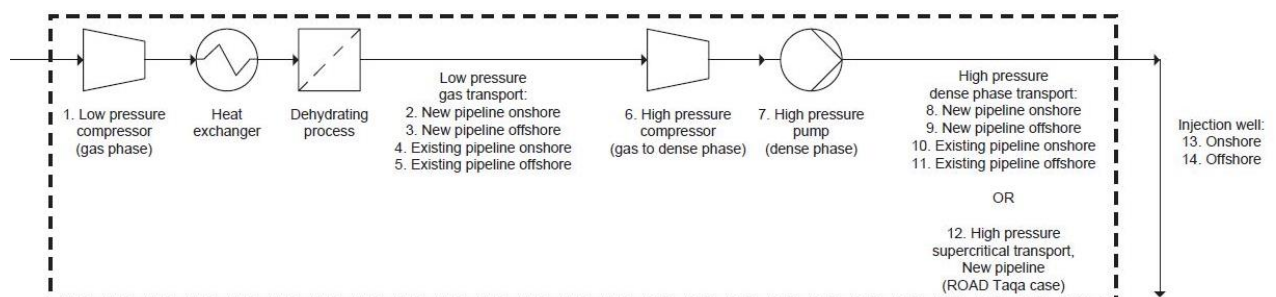 1. Low pressure
compressor
(gas phase)
Heat
exchanger
Dehydrating
process
Low pressure
gas transport:
2. New pipeline onshore
3. New pipeline offshore
4. Existing pipeline onshore
5. Existing pipeline offshore
6. High pressure
compressor
(gas to dense phase)
7. High pressure
pump
(dense phase)
High pressure
dense phase transport:
8. New pipeline onshore
9. New pipeline offshore
10. Existing pipeline onshore
11. Existing pipeline offshore
OR
12. High pressure
supercritical transport,
New pipeline
(ROAD Taqa case)
Injection well:
13. Onshore
14. Offshore